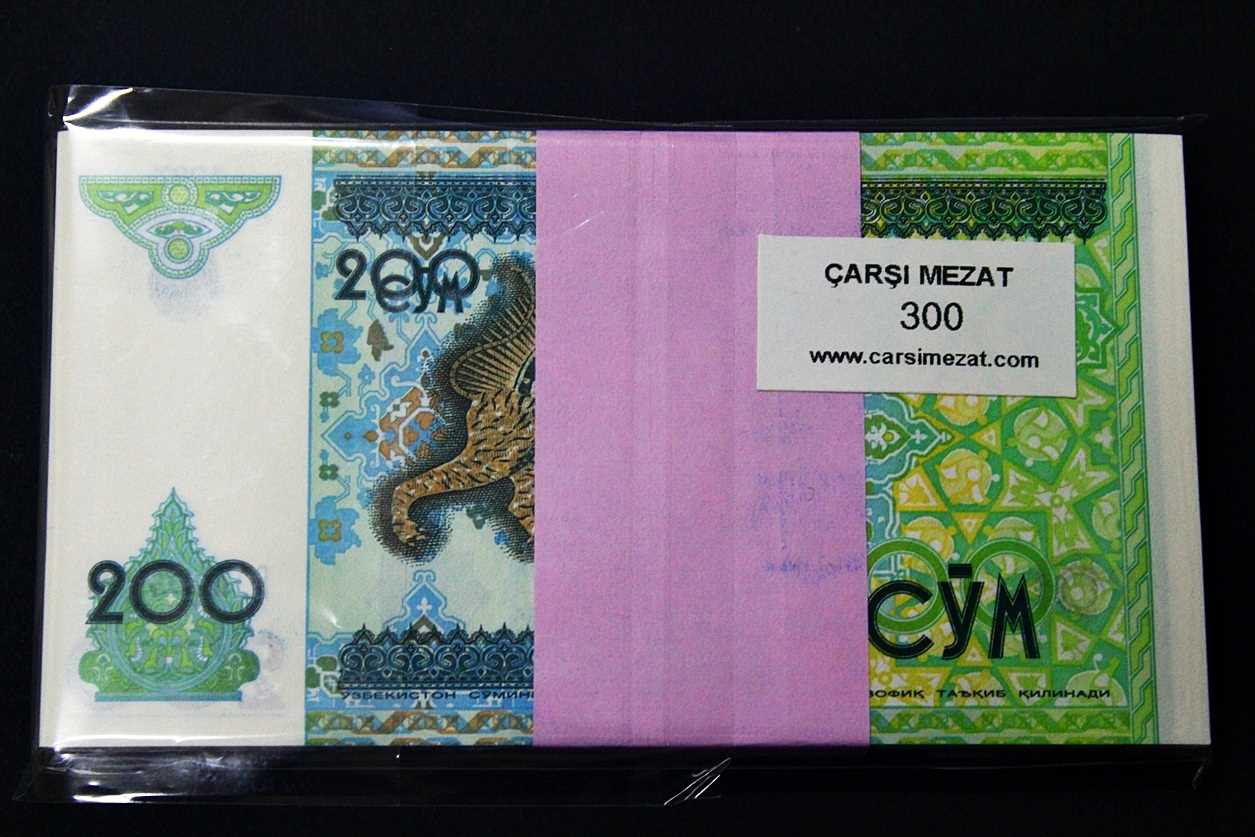 200
СЎМ
ÇARŞI MEZAT
300
www.carsimezat.com
200
СЎМ
ЎЗБЕКИСТОН СЎМИН
ВОФИҚ ТАЪҚИБ ҚИЛИНАДИ